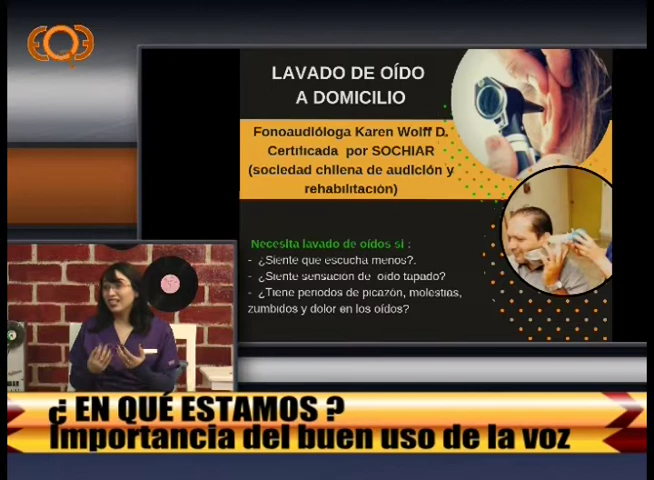 EQE
LAVADO DE OÍDO
A DOMICILIO
Fonoaudióloga Karen Wolff D.
Certificada por SOCHIAR
(sociedad chilena de audición y
rehabilitación)
Necesita lavado de oídos si :
- ¿Siente que escucha menos?.
- ¿Siente sensación de oído tapado?
- ¿Tiene periodos de picazón, molestias,
zumbidos y dolor en los oídos?
¿ EN QUÉ ESTAMOS ?
Importancia del buen uso de la voz